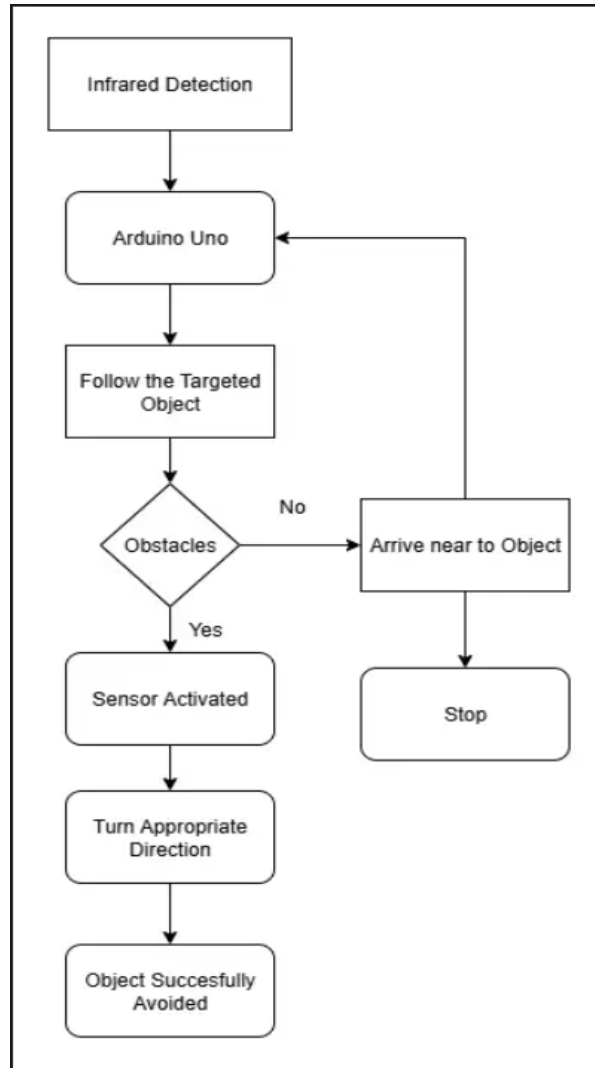 Infrared Detection
Arduino Uno
Follow the Targeted
Object
No
Obstacles
Arrive near to Object
Yes
Sensor Activated
Stop
Turn Appropriate
Direction
Object Succesfully
Avoided